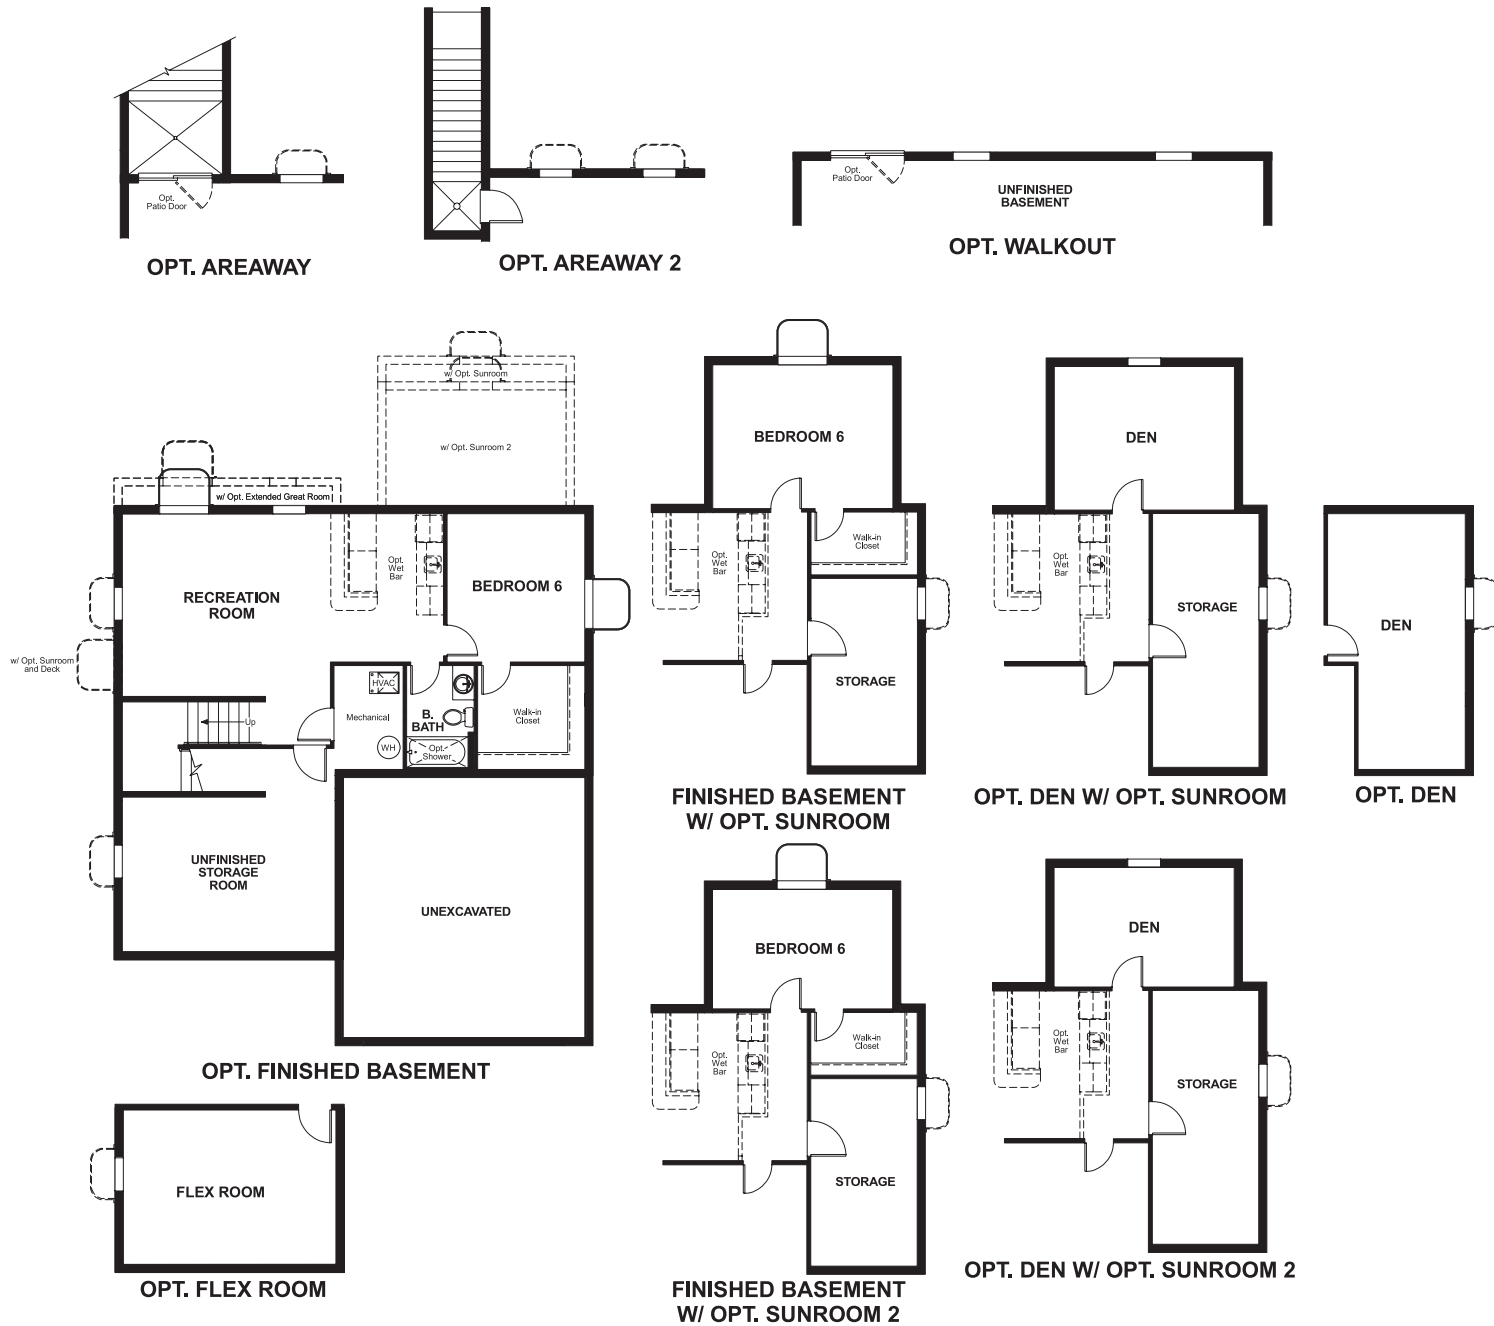 Opt.
Patio Door
OPT. AREAWAY
OPT. AREAWAY 2
Opt.
Patio Door
UNFINISHED
BASEMENT
OPT. WALKOUT
w/ Opt. Sunroom
w/ Opt. Sunroom 2
w/ Opt. Extended Great Room
RECREATION
ROOM
Opt.
Wet
Bar
BEDROOM 6
w/ Opt. Sunroom
and Deck
HVAC
Mechanical
WH
Up
B.
BATH
Opt.
Shower
Walk-in
Closet
UNFINISHED
STORAGE
ROOM
UNEXCAVATED
OPT. FINISHED BASEMENT
BEDROOM 6
Opt.
Wet
Bar
Walk-in
Closet
STORAGE
FINISHED BASEMENT
W/ OPT. SUNROOM
DEN
Opt.
Wet
Bar
STORAGE
OPT. DEN W/ OPT. SUNROOM
DEN
OPT. DEN
FLEX ROOM
OPT. FLEX ROOM
BEDROOM 6
Opt.
Wet
Bar
Walk-in
Closet
STORAGE
FINISHED BASEMENT
W/ OPT. SUNROOM 2
DEN
Opt.
Wet
Bar
STORAGE
OPT. DEN W/ OPT. SUNROOM 2